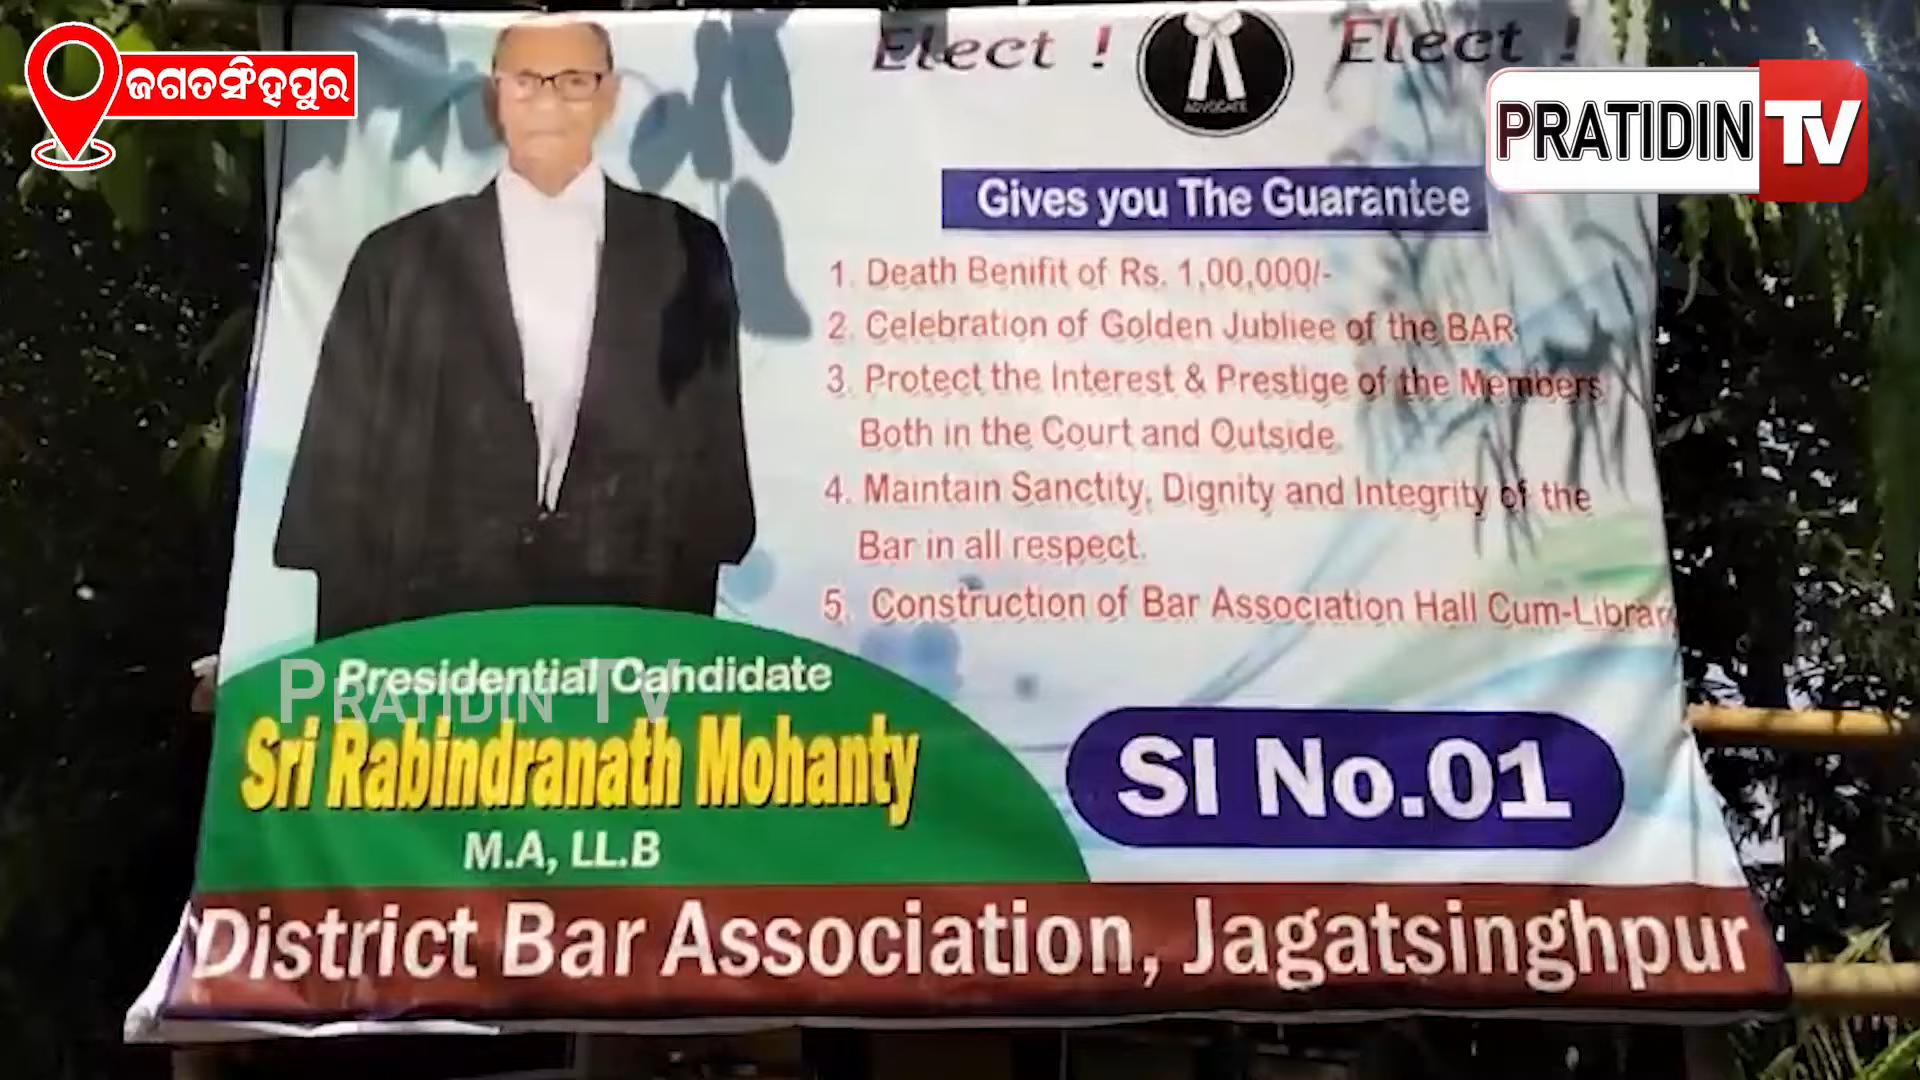 ଜଗତସିଂହପୁର
Elect ! Elect !
ADVOCATE
PRATIDIN TV
Gives you The Guarantee
1. Death Benifit of Rs. 1,00,000/-
2. Celebration of Golden Jubliee of the BAR
3. Protect the Interest & Prestige of the Members
Both in the Court and Outside.
4. Maintain Sanctity, Dignity and Integrity of the
Bar in all respect.
5. Construction of Bar Association Hall Cum-Library
Presidential Candidate
PRATIDIN TV
Sri Rabindranath Mohanty
M.A, LL.B
Sl No.01
District Bar Association, Jagatsinghpur